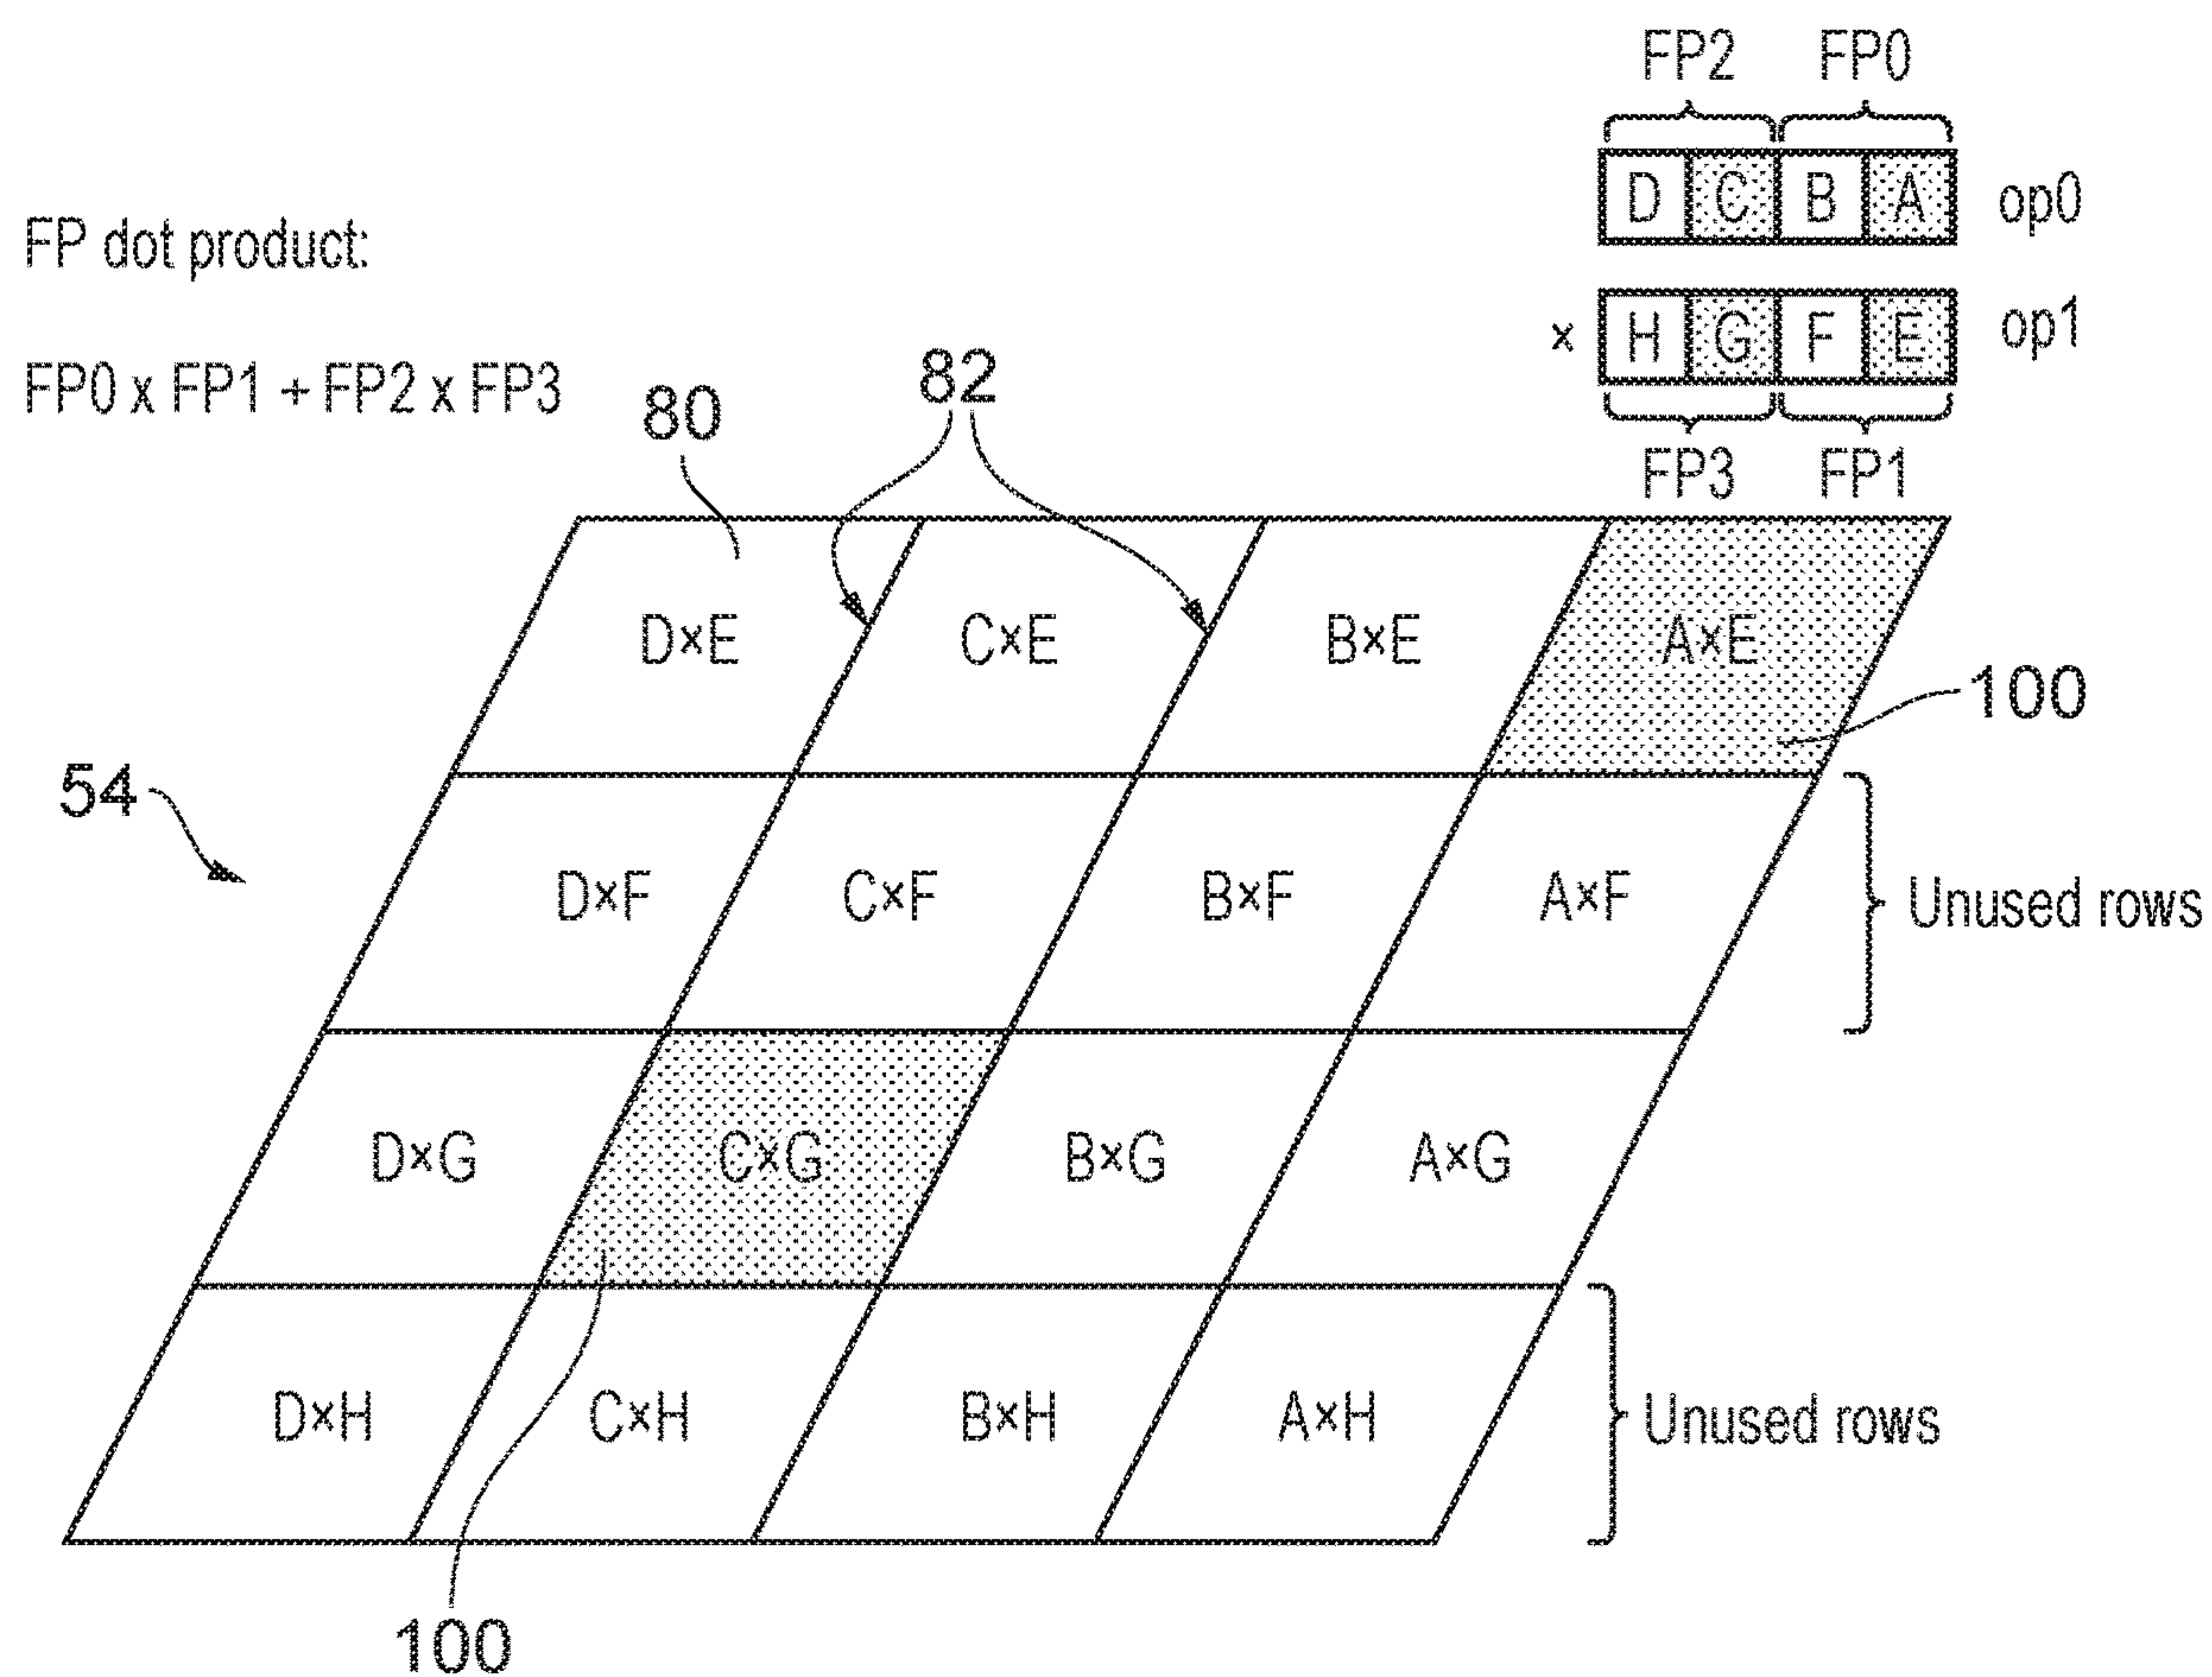 FP2 FP0
D C B A op0
FP dot product:
× H G F E op1
FP0 x FP1 + FP2 x FP3
80
82
FP3 FP1
D×E C×E B×E A×E
100
54
D×F C×F B×F A×F
Unused rows
D×G C×G B×G A×G
D×H C×H B×H A×H
Unused rows
100